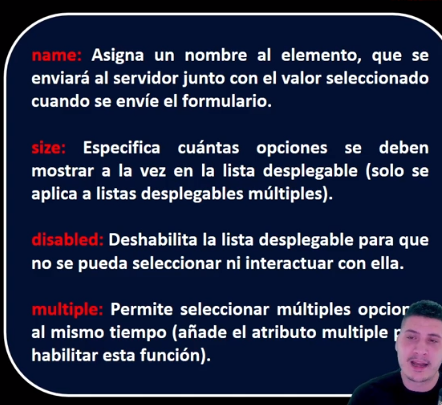 name: Asigna un nombre al elemento, que se
enviará al servidor junto con el valor seleccionado
cuando se envíe el formulario.
size: Especifica cuántas opciones se deben
mostrar a la vez en la lista desplegable (solo se
aplica a listas desplegables múltiples).
disabled: Deshabilita la lista desplegable para que
no se pueda seleccionar ni interactuar con ella.
multiple: Permite seleccionar múltiples
al mismo tiempo (añade el atributo multiple
habilitar esta función).